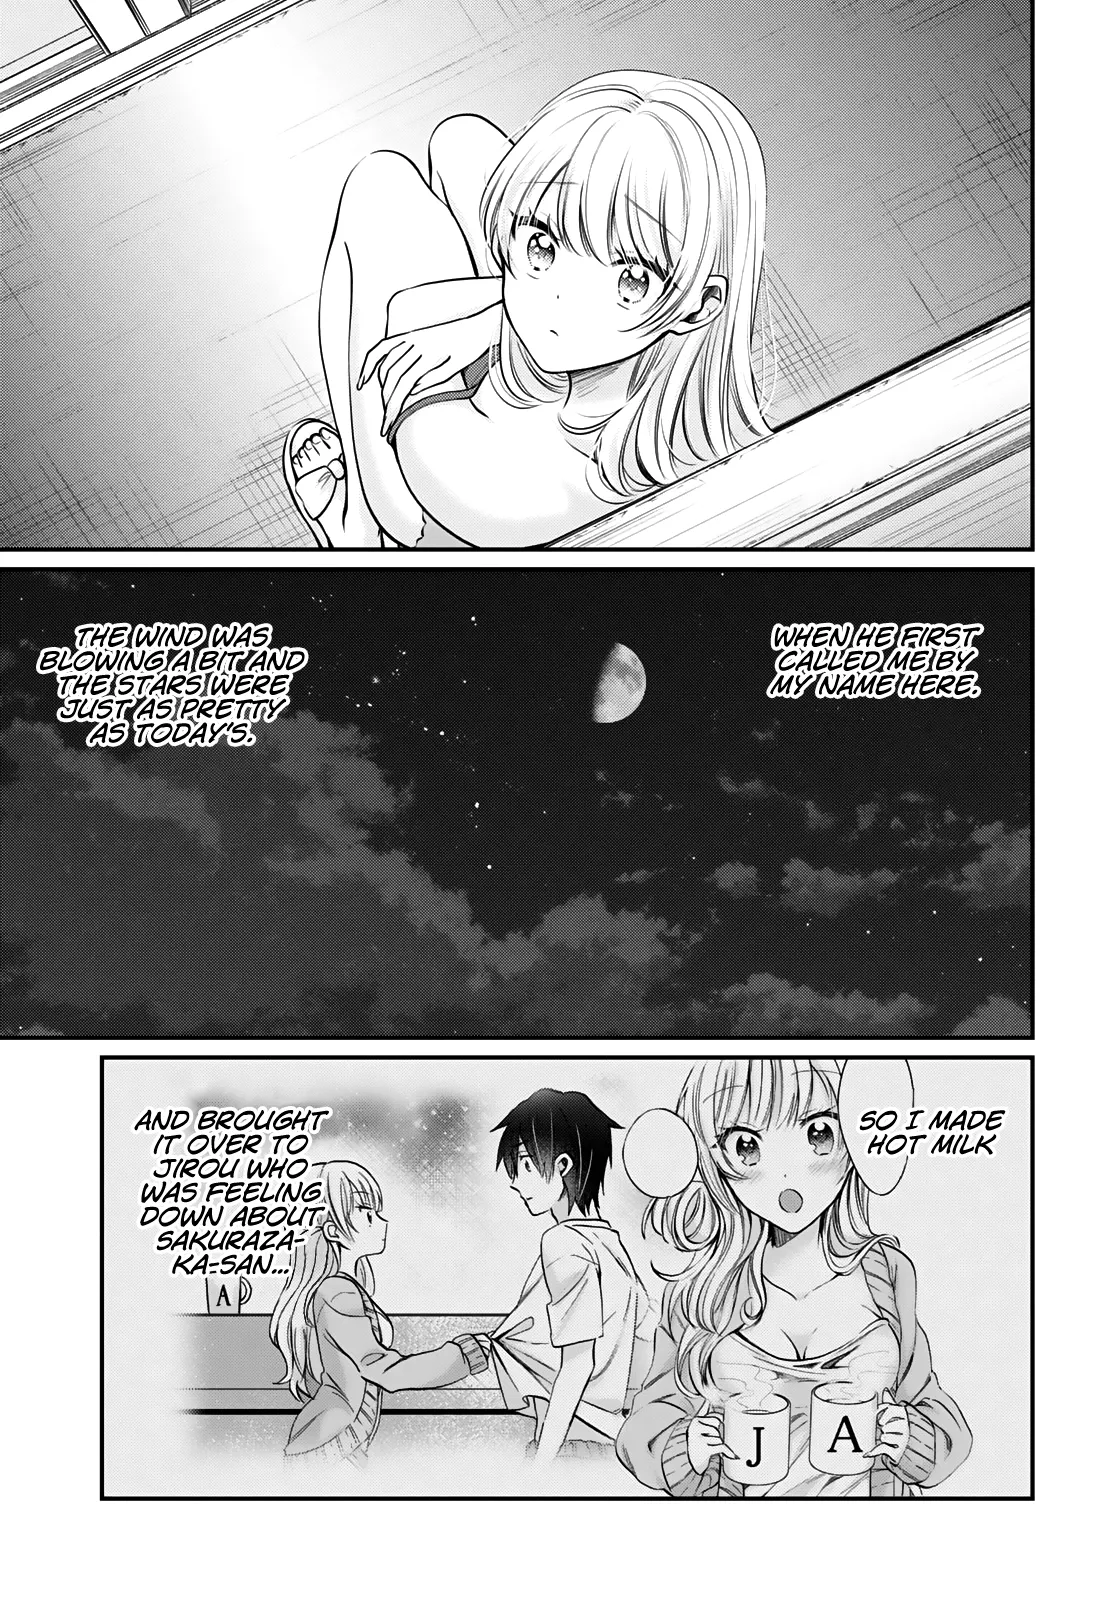 WHEN HE FIRST
CALLED ME BY
MY NAME HERE.
THE WIND WAS
BLOWING A BIT AND
THE STARS WERE
JUST AS PRETTY
AS TODAY'S.
SO I MADE
HOT MILK
J
A
AND BROUGHT
IT OVER TO
JIROU WHO
WAS FEELING
DOWN ABOUT
SAKURAZA-
KA-SAN...
A